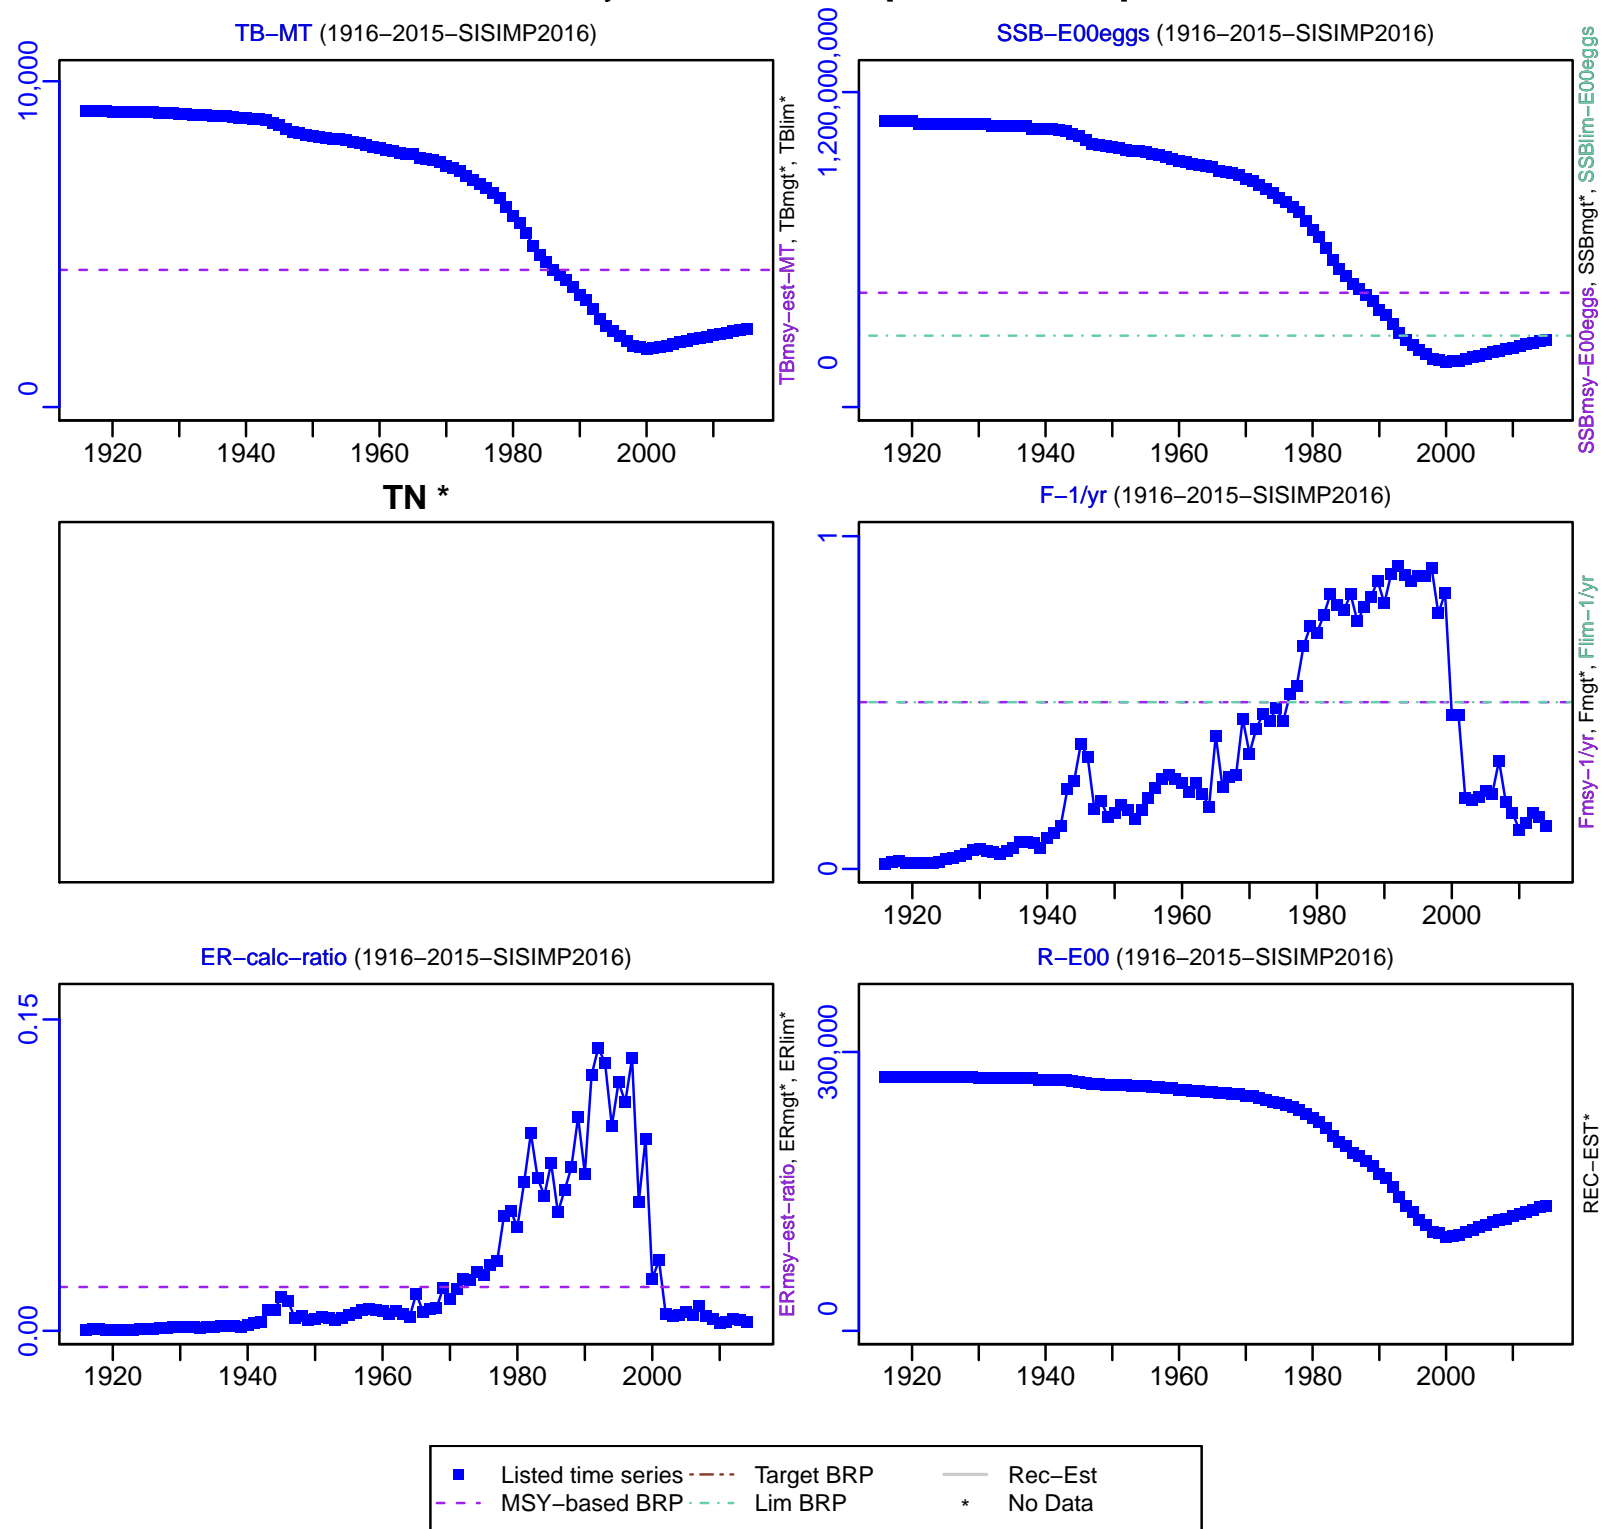 TB−MT (1916−2015−SISIMP2016)
10,000
0
1920 1940 1960 1980 2000
TBmsy−est−MT, TBmgt*, TBlim*
SSB−E00eggs (1916−2015−SISIMP2016)
1,200,000,000
0
1920 1940 1960 1980 2000
SSBmsy−E00eggs, SSBmgt*, SSBlim−E00eggs
TN *
F−1/yr (1916−2015−SISIMP2016)
1
0
1920 1940 1960 1980 2000
Fmsy−1/yr, Fmgt*, Flim−1/yr
ER−calc−ratio (1916−2015−SISIMP2016)
0.15
0.00
1920 1940 1960 1980 2000
ERmsy−est−ratio, ERmgt*, ERlim*
R−E00 (1916−2015−SISIMP2016)
300,000
0
1920 1940 1960 1980 2000
REC−EST*
Listed time series Target BRP Rec−Est
MSY−based BRP Lim BRP * No Data